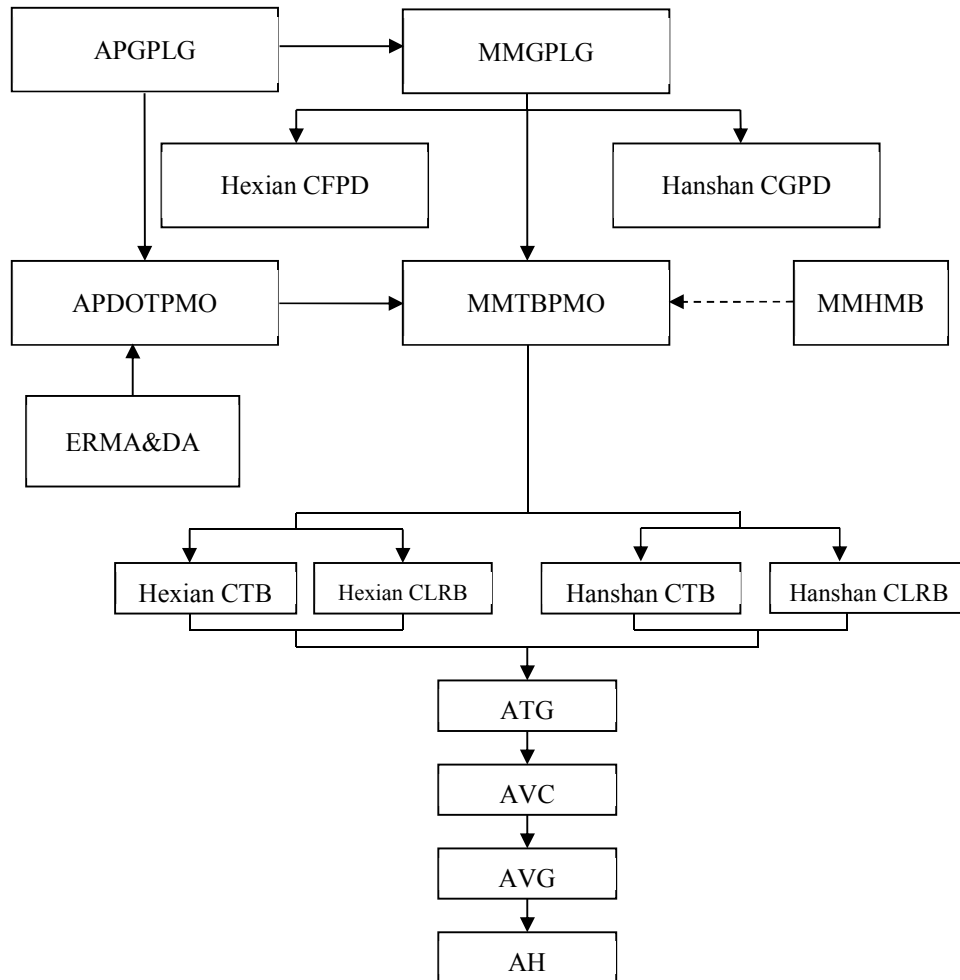 APGPLG
MMGPLG
Hexian CFPD
Hanshan CGPD
APDOTPMO
MMTBPMO
MMHMB
ERMA&DA
Hexian CTB
Hexian CLRB
Hanshan CTB
Hanshan CLRB
ATG
AVC
AVG
AH